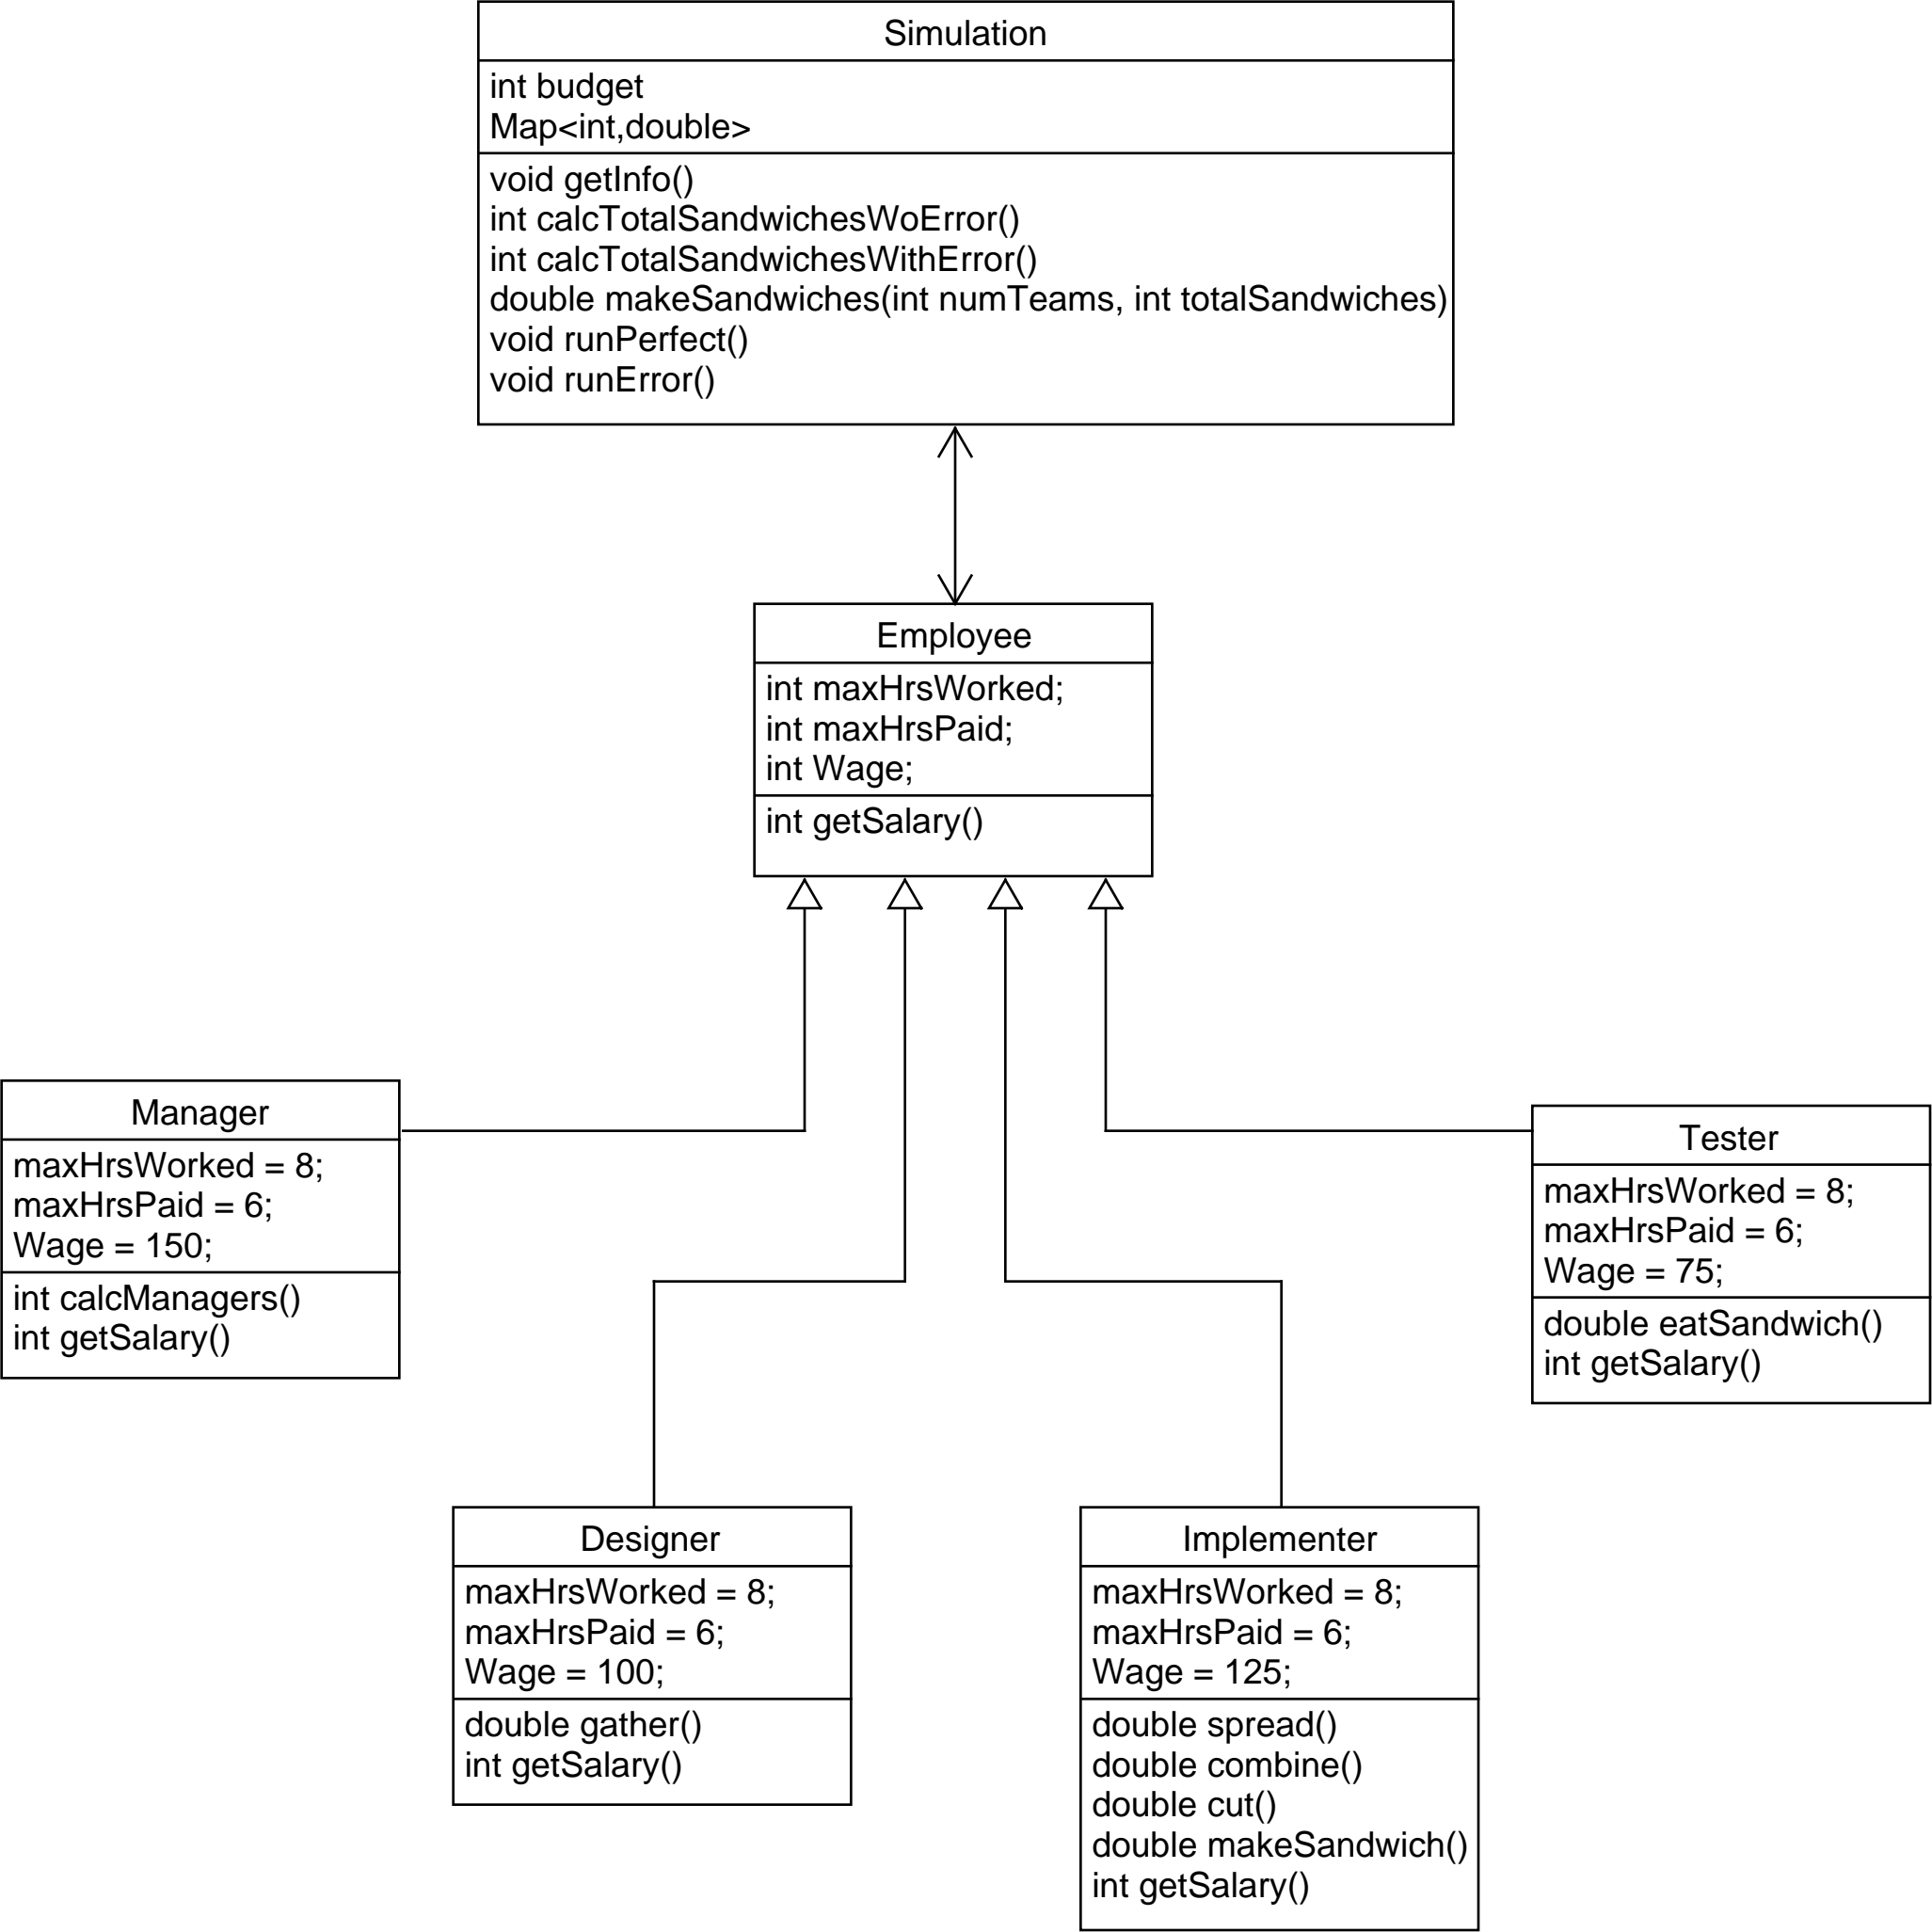 Simulation
int budget
Map<int,double>
void getInfo()
int calcTotalSandwichesWoError()
int calcTotalSandwichesWithError()
double makeSandwiches(int numTeams, int totalSandwiches)
void runPerfect()
void runError()
Employee
int maxHrsWorked;
int maxHrsPaid;
int Wage;
int getSalary()
Manager
maxHrsWorked = 8;
maxHrsPaid = 6;
Wage = 150;
int calcManagers()
int getSalary()
Tester
maxHrsWorked = 8;
maxHrsPaid = 6;
Wage = 75;
double eatSandwich()
int getSalary()
Designer
maxHrsWorked = 8;
maxHrsPaid = 6;
Wage = 100;
double gather()
int getSalary()
Implementer
maxHrsWorked = 8;
maxHrsPaid = 6;
Wage = 125;
double spread()
double combine()
double cut()
double makeSandwich()
int getSalary()